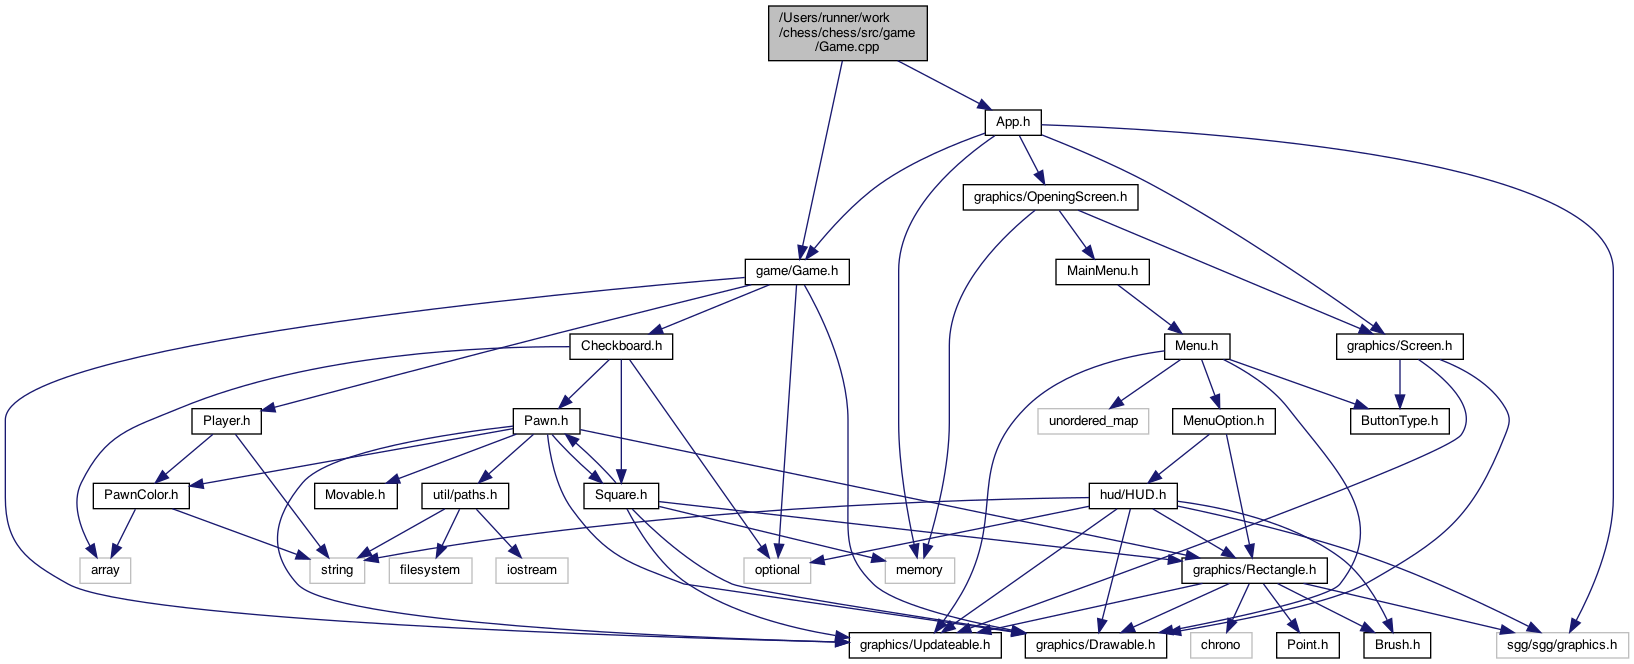 /Users/runner/work
/chess/chess/src/game
/Game.cpp
App.h
graphics/OpeningScreen.h
game/Game.h
MainMenu.h
Checkboard.h
Menu.h
graphics/Screen.h
Player.h
Pawn.h
unordered_map
MenuOption.h
ButtonType.h
PawnColor.h
Movable.h
util/paths.h
Square.h
hud/HUD.h
array
string
filesystem
iostream
optional
memory
graphics/Rectangle.h
graphics/Updateable.h
graphics/Drawable.h
chrono
Point.h
Brush.h
sgg/sgg/graphics.h